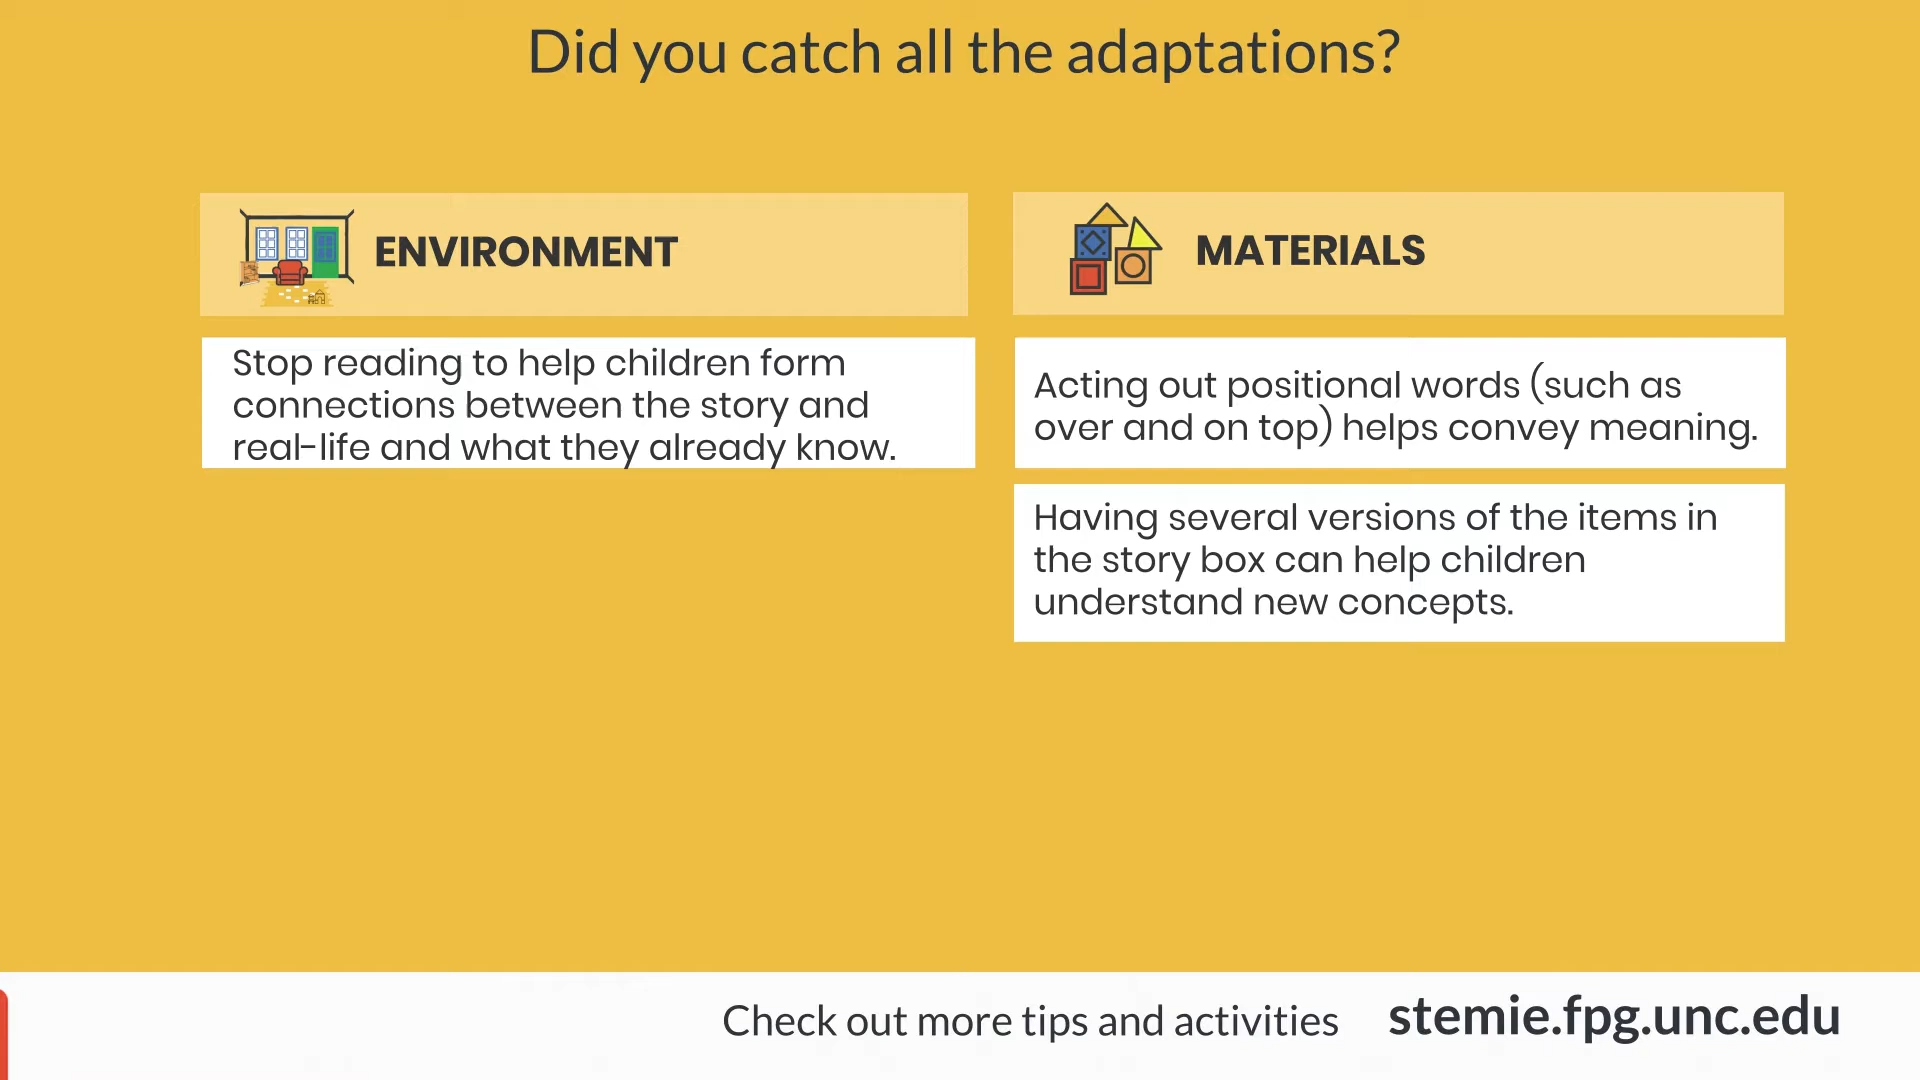 Did you catch all the adaptations?
ENVIRONMENT
Stop reading to help children form
connections between the story and
real-life and what they already know.
MATERIALS
Acting out positional words (such as
over and on top) helps convey meaning.
Having several versions of the items in
the story box can help children
understand new concepts.
Check out more tips and activities stemie.fpg.unc.edu